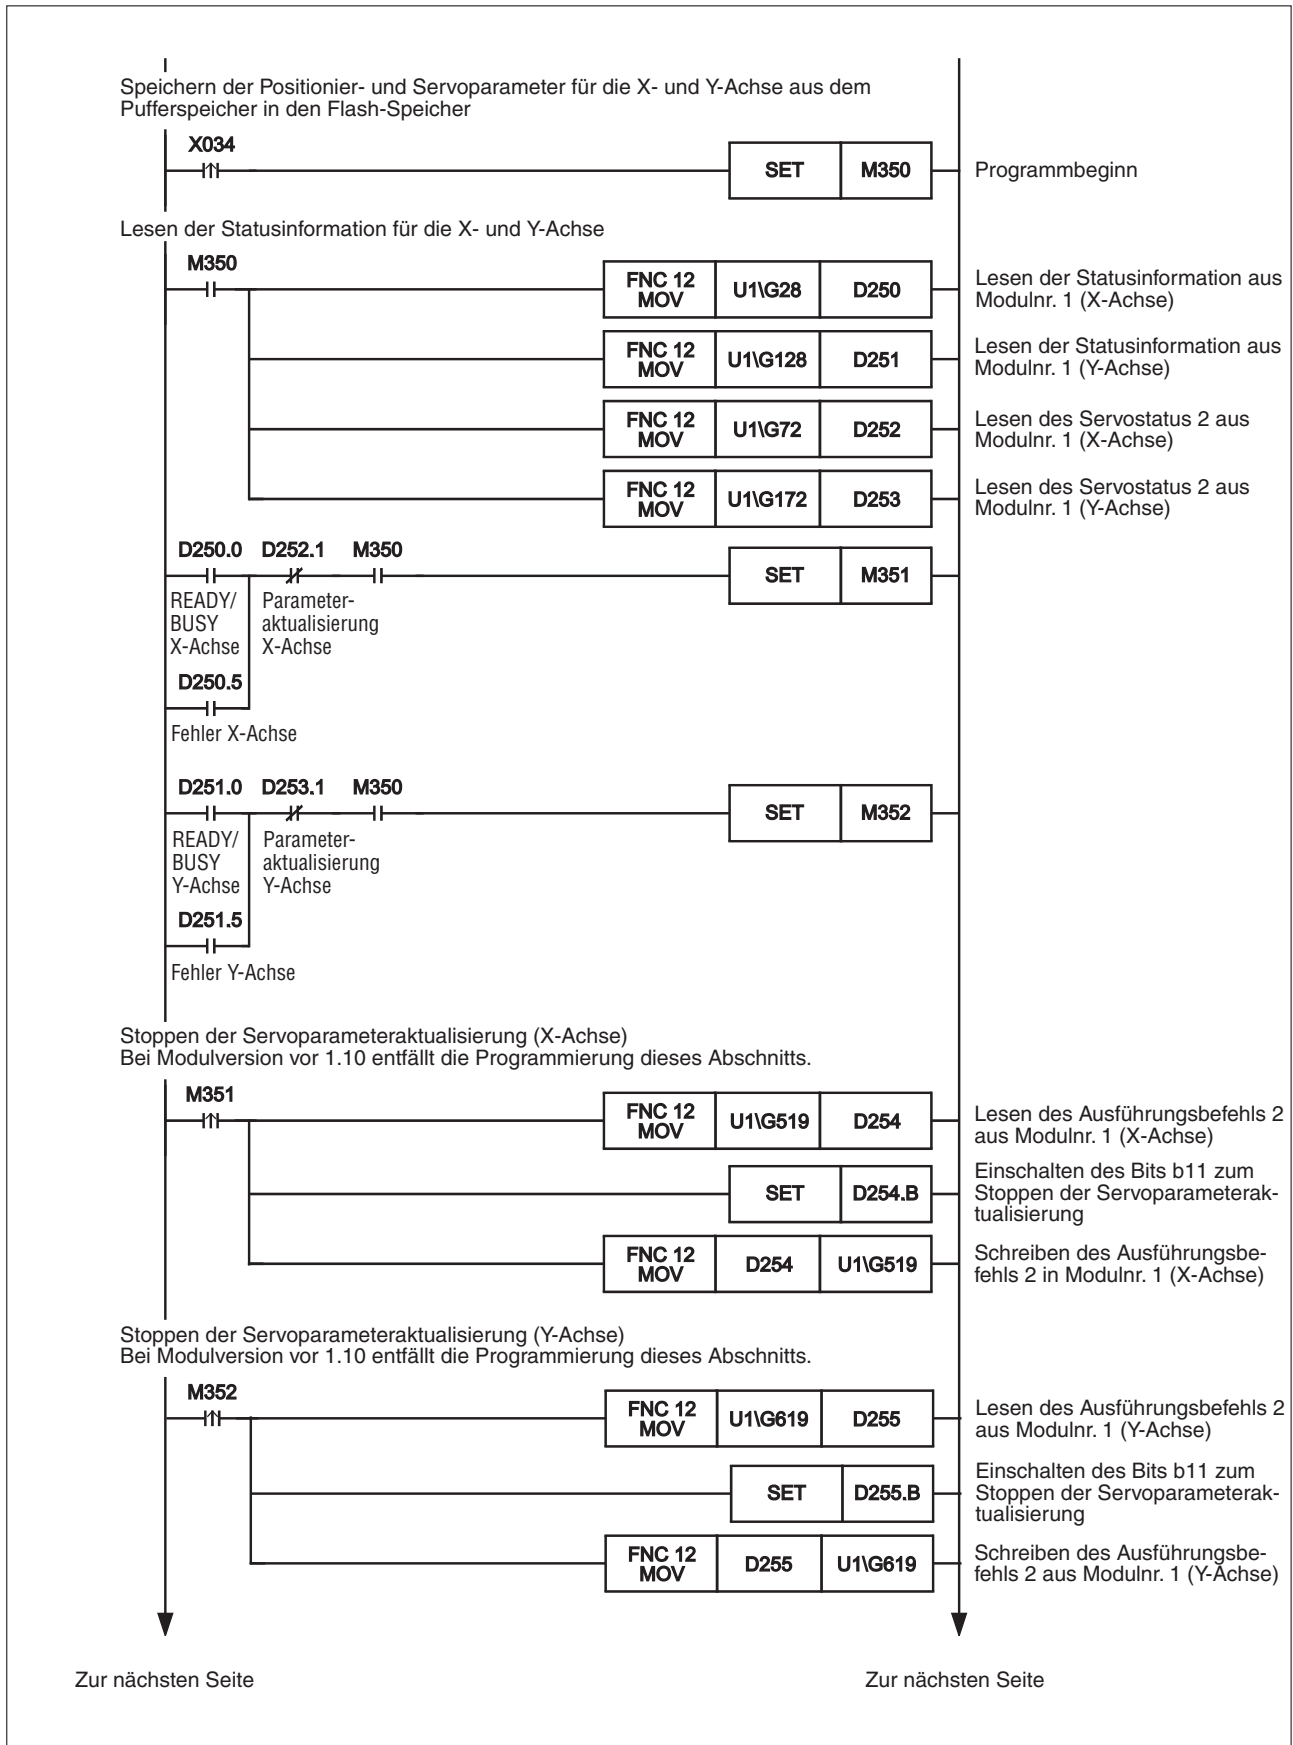 Speichern der Positionier- und Servoparameter für die X- und Y-Achse aus dem
Pufferspeicher in den Flash-Speicher
X034
SET M350 Programmbeginn
Lesen der Statusinformation für die X- und Y-Achse
M350
FNC 12 MOV U1\G28 D250
Lesen der Statusinformation aus
Modulnr. 1 (X-Achse)
FNC 12 MOV U1\G128 D251
Lesen der Statusinformation aus
Modulnr. 1 (Y-Achse)
FNC 12 MOV U1\G72 D252
Lesen des Servostatus 2 aus
Modulnr. 1 (X-Achse)
FNC 12 MOV U1\G172 D253
Lesen des Servostatus 2 aus
Modulnr. 1 (Y-Achse)
D250.0 D252.1 M350
SET M351
READY/
BUSY
X-Achse
Parameter-
aktualisierung
X-Achse
D250.5
Fehler X-Achse
D251.0 D253.1 M350
SET M352
READY/
BUSY
Y-Achse
Parameter-
aktualisierung
Y-Achse
D251.5
Fehler Y-Achse
Stoppen der Servoparameteraktualisierung (X-Achse)
Bei Modulversion vor 1.10 entfällt die Programmierung dieses Abschnitts.
M351
FNC 12 MOV U1\G519 D254
Lesen des Ausführungsbefehls 2
aus Modulnr. 1 (X-Achse)
SET D254.B
Einschalten des Bits b11 zum
Stoppen der Servoparameterak-
tualisierung
FNC 12 MOV D254 U1\G519
Schreiben des Ausführungsbe-
fehls 2 in Modulnr. 1 (X-Achse)
Stoppen der Servoparameteraktualisierung (Y-Achse)
Bei Modulversion vor 1.10 entfällt die Programmierung dieses Abschnitts.
M352
FNC 12 MOV U1\G619 D255
Lesen des Ausführungsbefehls 2
aus Modulnr. 1 (Y-Achse)
SET D255.B
Einschalten des Bits b11 zum
Stoppen der Servoparameterak-
tualisierung
FNC 12 MOV D255 U1\G619
Schreiben des Ausführungsbe-
fehls 2 aus Modulnr. 1 (Y-Achse)
Zur nächsten Seite Zur nächsten Seite